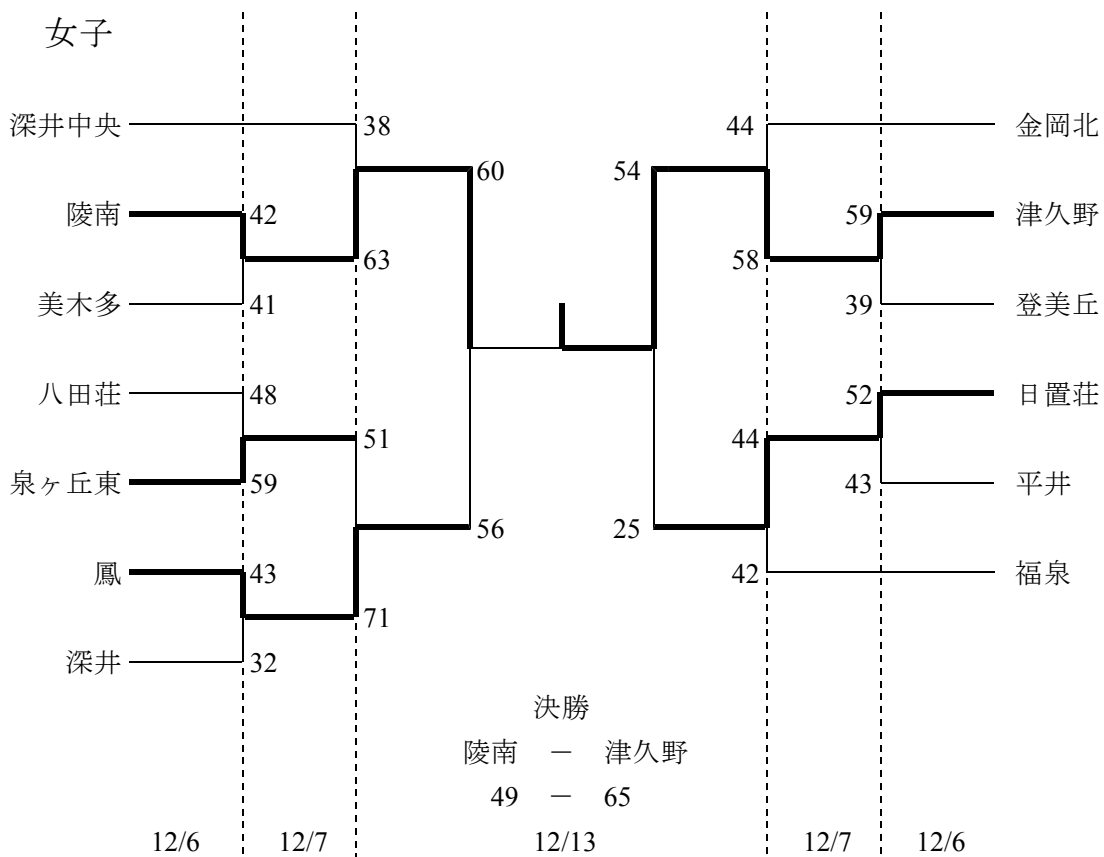 女子
深井中央 38 44 金岡北
60 54
陵南 42 59 津久野
63 58
美木多 41 39 登美丘
八田荘 48 52 日置荘
51 44
泉ヶ丘東 59 43 平井
56 25
鳳 43 42 福泉
71
深井 32
決勝
陵南 － 津久野
49 － 65
12/6 12/7 12/13 12/7 12/6